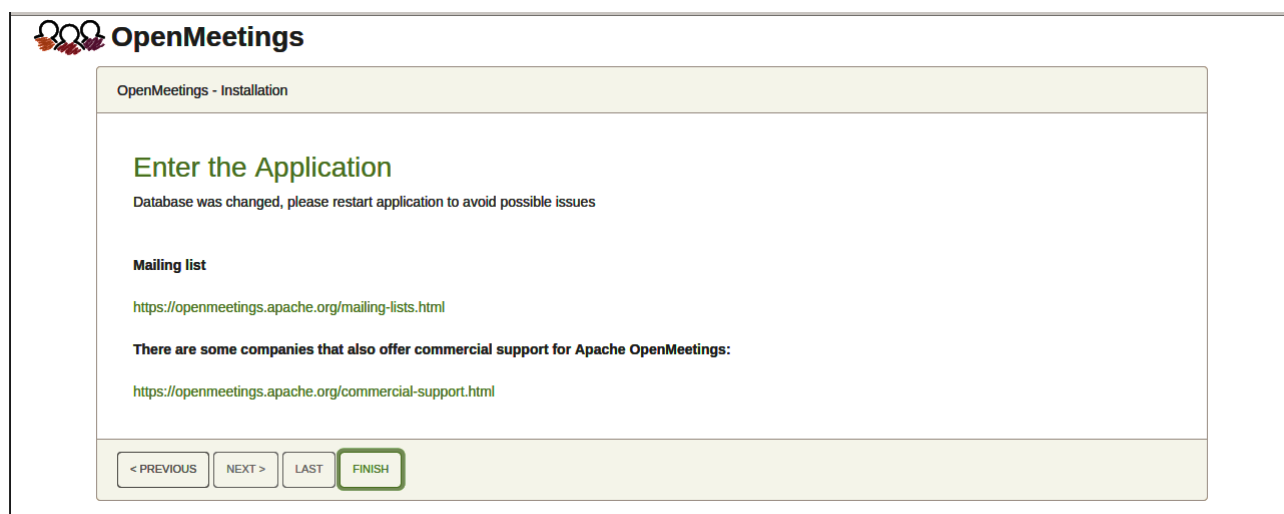 OpenMeetings
OpenMeetings - Installation
Enter the Application
Database was changed, please restart application to avoid possible issues
Mailing list
https://openmeetings.apache.org/mailing-lists.html
There are some companies that also offer commercial support for Apache OpenMeetings:
https://openmeetings.apache.org/commercial-support.html
< PREVIOUS NEXT > LAST FINISH